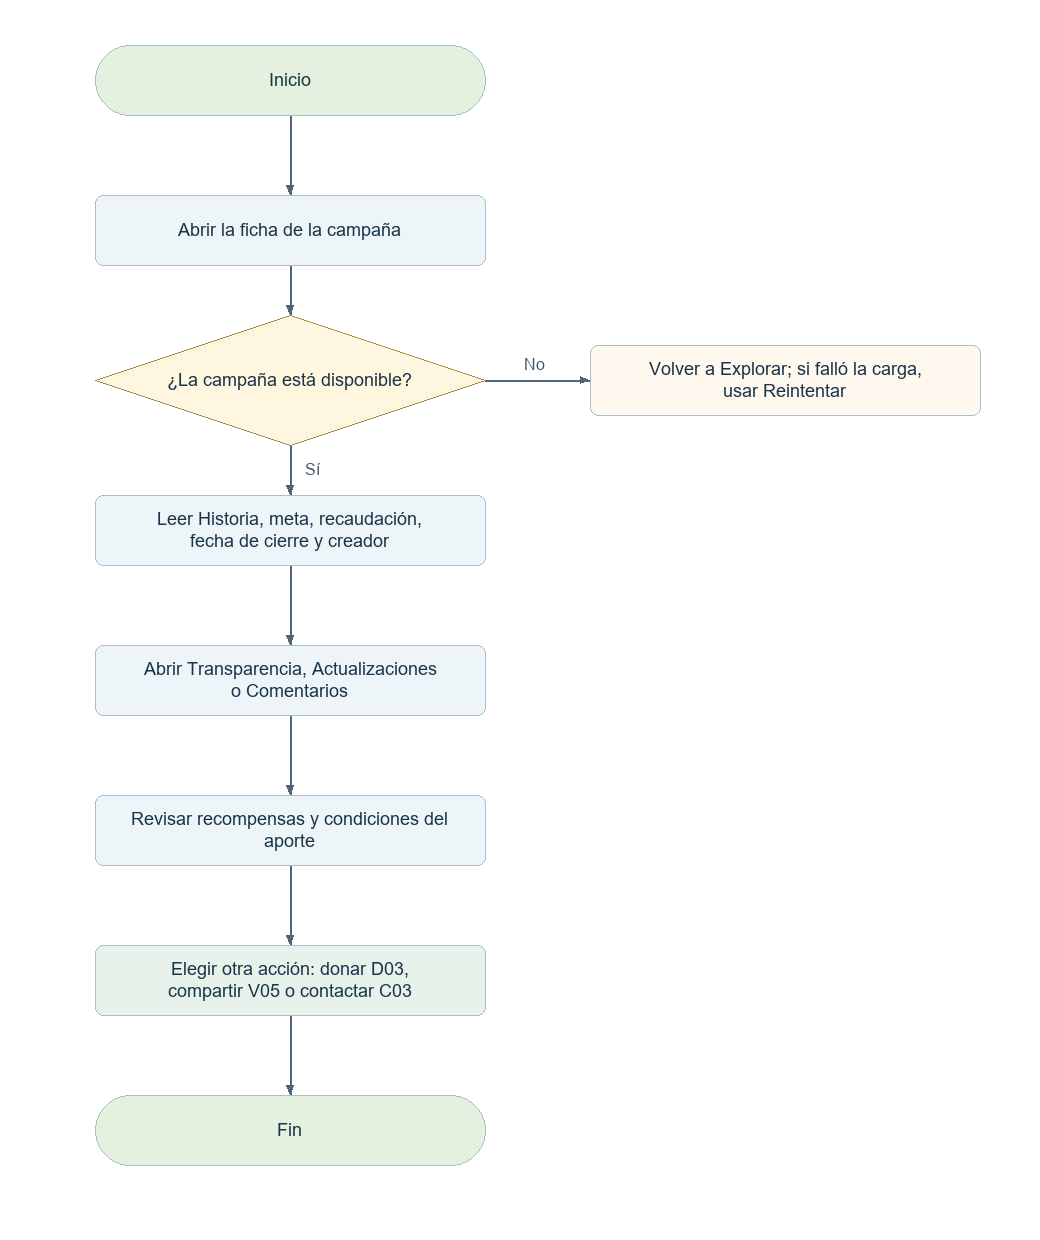 Inicio
Abrir la ficha de la campaña
¿La campaña está disponible?
No
Volver a Explorar; si falló la carga,
usar Reintentar
Sí
Leer Historia, meta, recaudación,
fecha de cierre y creador
Abrir Transparencia, Actualizaciones
o Comentarios
Revisar recompensas y condiciones del
aporte
Elegir otra acción: donar D03,
compartir V05 o contactar C03
Fin